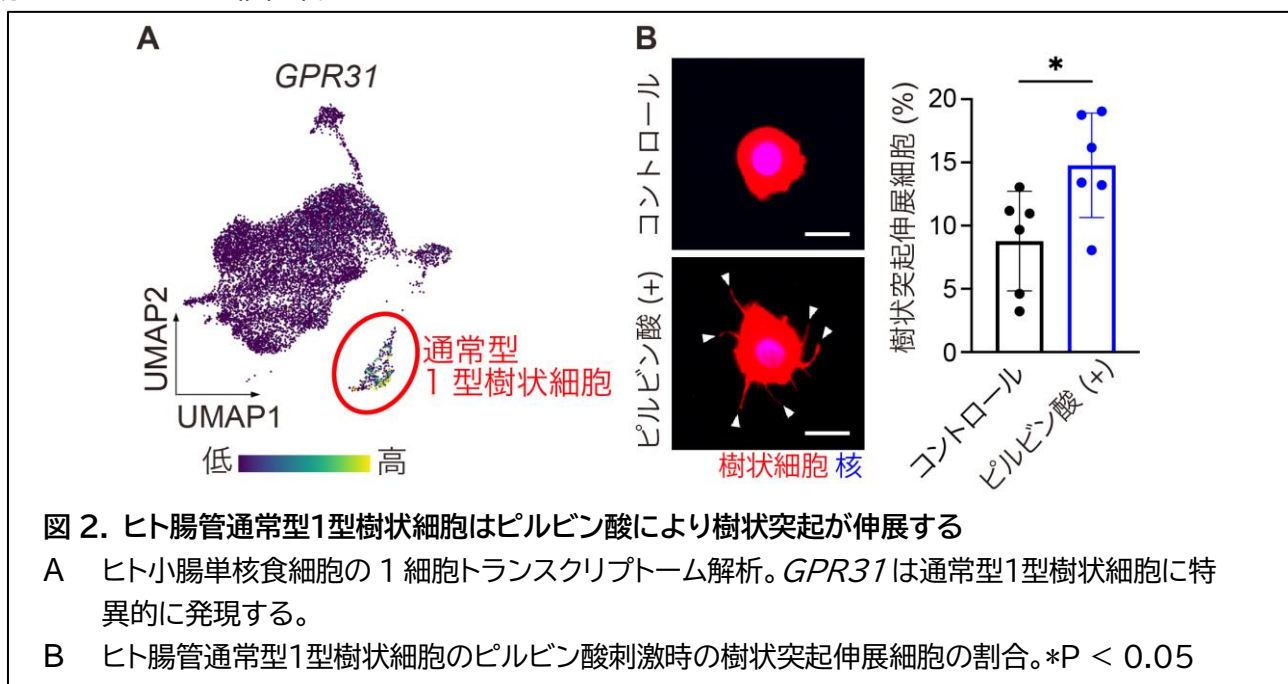 A
GPR31
UMAP2
UMAP1
通常型
1型樹状細胞
低
高
B
コントロール
ピルビン酸 (+)
樹状細胞 核
*
樹状突起伸展細胞 (%)
20
15
10
5
0
コントロール
ピルビン酸 (+)
図 2. ヒト腸管通常型1型樹状細胞はピルビン酸により樹状突起が伸展する
A ヒト小腸単核食細胞の 1 細胞トランスクリプトーム解析。GPR31は通常型1型樹状細胞に特
異的に発現する。
B ヒト腸管通常型1型樹状細胞のピルビン酸刺激時の樹状突起伸展細胞の割合。*P < 0.05